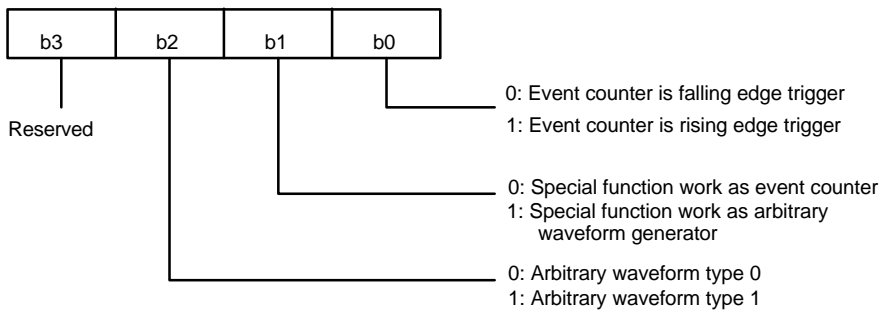 b3 b2 b1 b0
Reserved
0: Event counter is falling edge trigger
1: Event counter is rising edge trigger
0: Special function work as event counter
1: Special function work as arbitrary
waveform generator
0: Arbitrary waveform type 0
1: Arbitrary waveform type 1